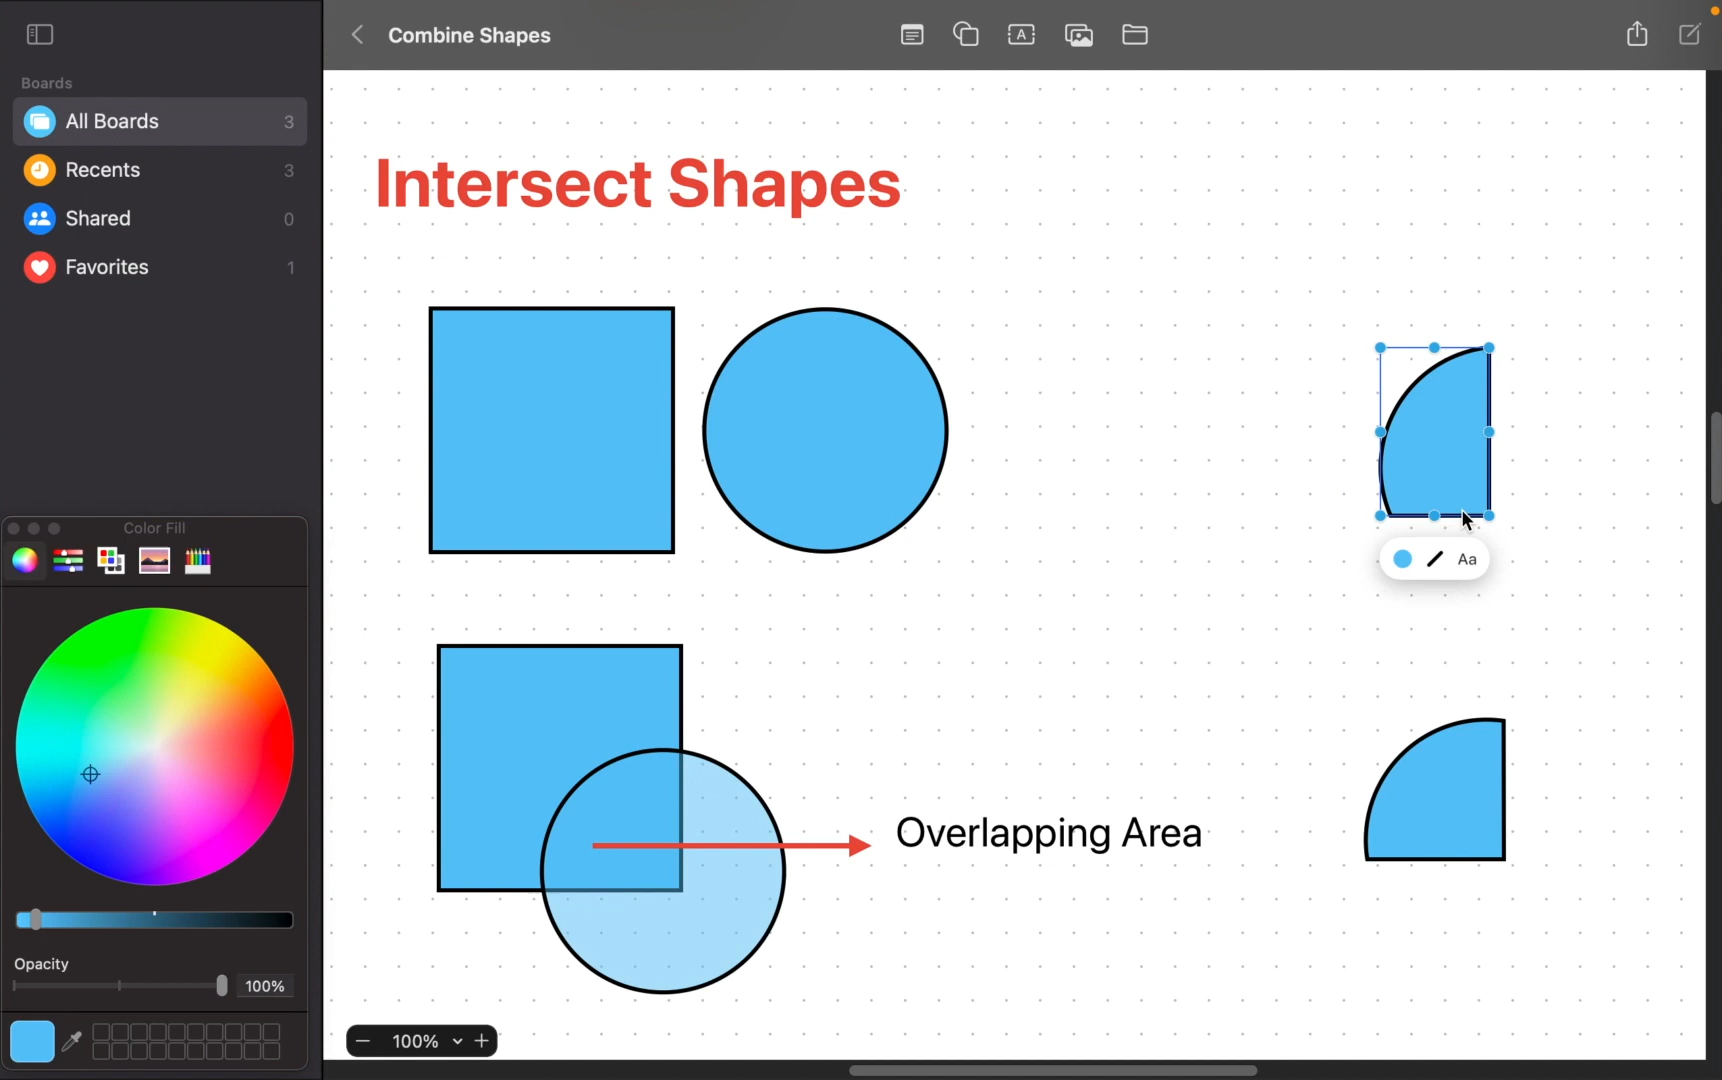 Combine Shapes
A
Boards
All Boards 3
Recents 3
Shared 0
Favorites 1
Intersect Shapes
Aa
Color Fill
Overlapping Area
Opacity
100%
100%